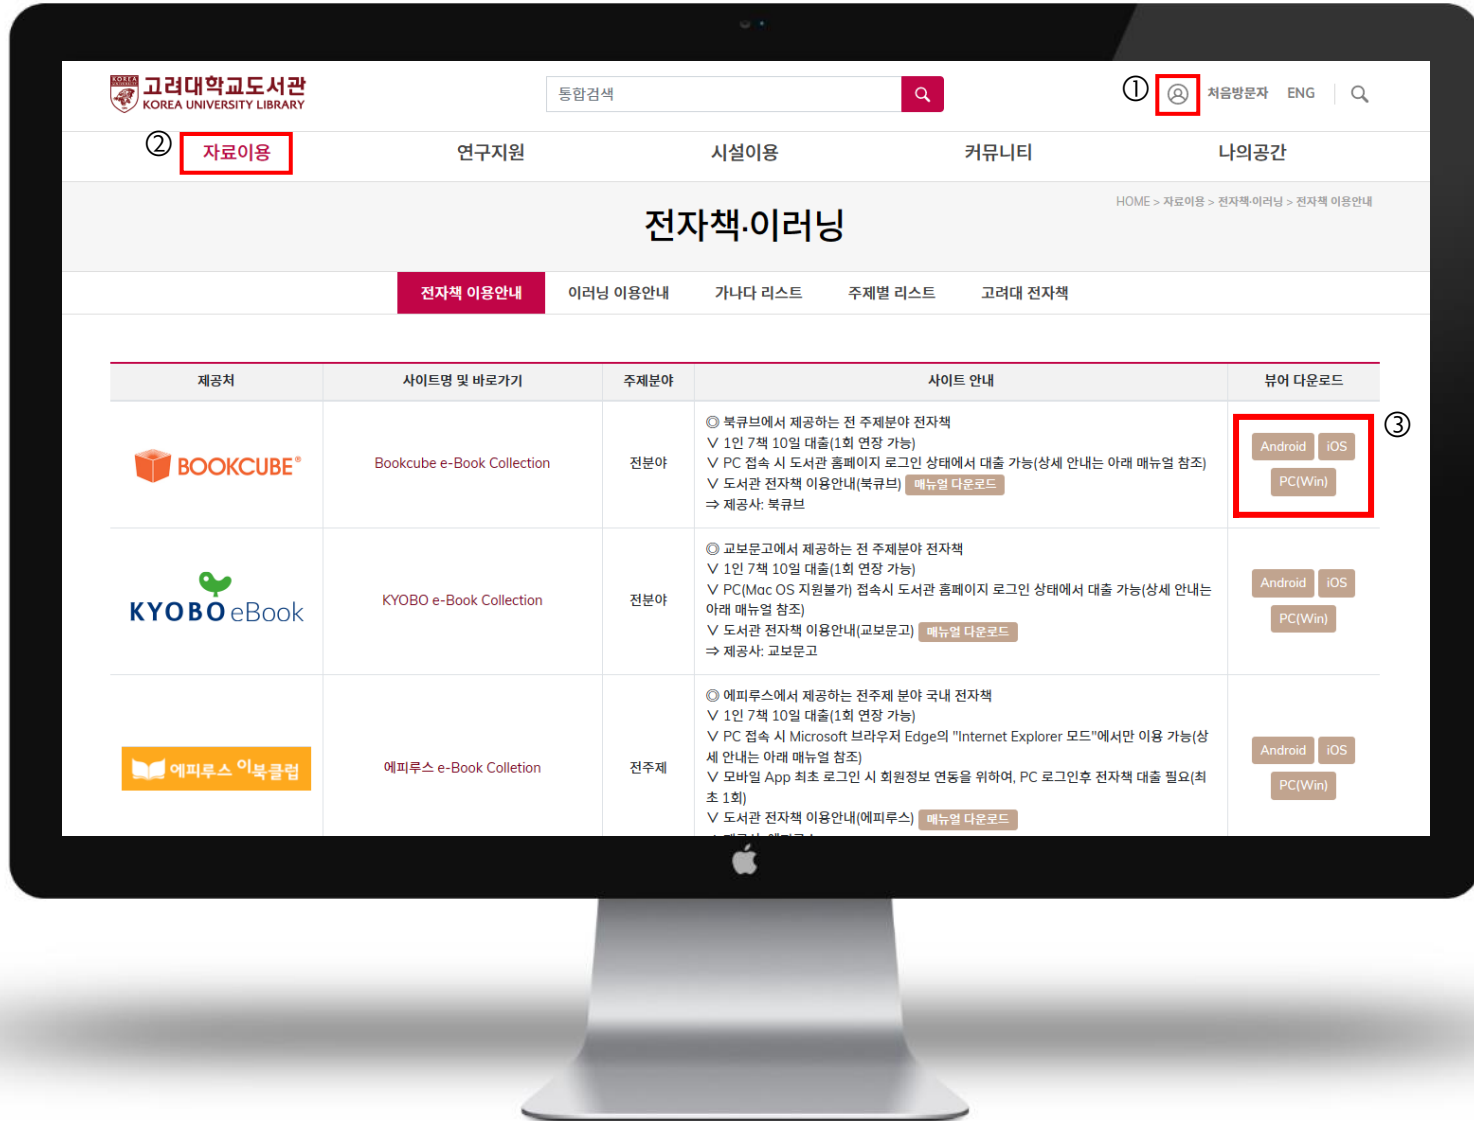 KOREA
UNIVERSITY
고려대학교도서관
KOREA UNIVERSITY LIBRARY
통합검색
①
처음방문자 ENG
②
자료이용 연구지원 시설이용 커뮤니티 나의공간
HOME > 자료이용 > 전자책·이러닝 > 전자책 이용안내
전자책·이러닝
전자책 이용안내 이러닝 이용안내 가나다 리스트 주제별 리스트 고려대 전자책
제공처 사이트명 및 바로가기 주제분야 사이트 안내 뷰어 다운로드
③
BOOKCUBE®
Bookcube e-Book Collection
전분야
◎ 북큐브에서 제공하는 전 주제분야 전자책
∨ 1인 7책 10일 대출(1회 연장 가능)
∨ PC 접속 시 도서관 홈페이지 로그인 상태에서 대출 가능(상세 안내는 아래 매뉴얼 참조)
∨ 도서관 전자책 이용안내(북큐브) 매뉴얼 다운로드
⇒ 제공사: 북큐브
Android iOS
PC(Win)
KYOBO eBook
KYOBO e-Book Collection
전분야
◎ 교보문고에서 제공하는 전 주제분야 전자책
∨ 1인 7책 10일 대출(1회 연장 가능)
∨ PC(Mac OS 지원불가) 접속시 도서관 홈페이지 로그인 상태에서 대출 가능(상세 안내는
아래 매뉴얼 참조)
∨ 도서관 전자책 이용안내(교보문고) 매뉴얼 다운로드
⇒ 제공사: 교보문고
Android iOS
PC(Win)
에피루스 이북클럽
에피루스 e-Book Colletion
전주제
◎ 에피루스에서 제공하는 전주제 분야 국내 전자책
∨ 1인 7책 10일 대출(1회 연장 가능)
∨ PC 접속 시 Microsoft 브라우저 Edge의 "Internet Explorer 모드"에서만 이용 가능(상
세 안내는 아래 매뉴얼 참조)
∨ 모바일 App 최초 로그인 시 회원정보 연동을 위하여, PC 로그인후 전자책 대출 필요(최
초 1회)
∨ 도서관 전자책 이용안내(에피루스) 매뉴얼 다운로드
Android iOS
PC(Win)